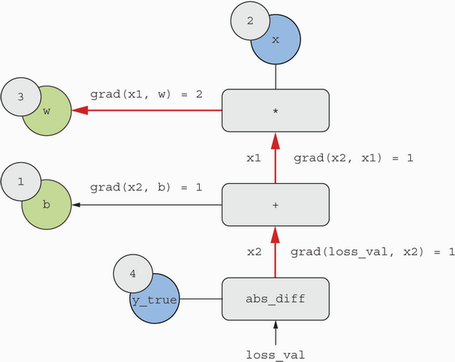 2
x
3
w
grad(x1, w) = 2
*
x1
grad(x2, x1) = 1
1
b
grad(x2, b) = 1
+
x2
grad(loss_val, x2) = 1
4
y_true
abs_diff
loss_val